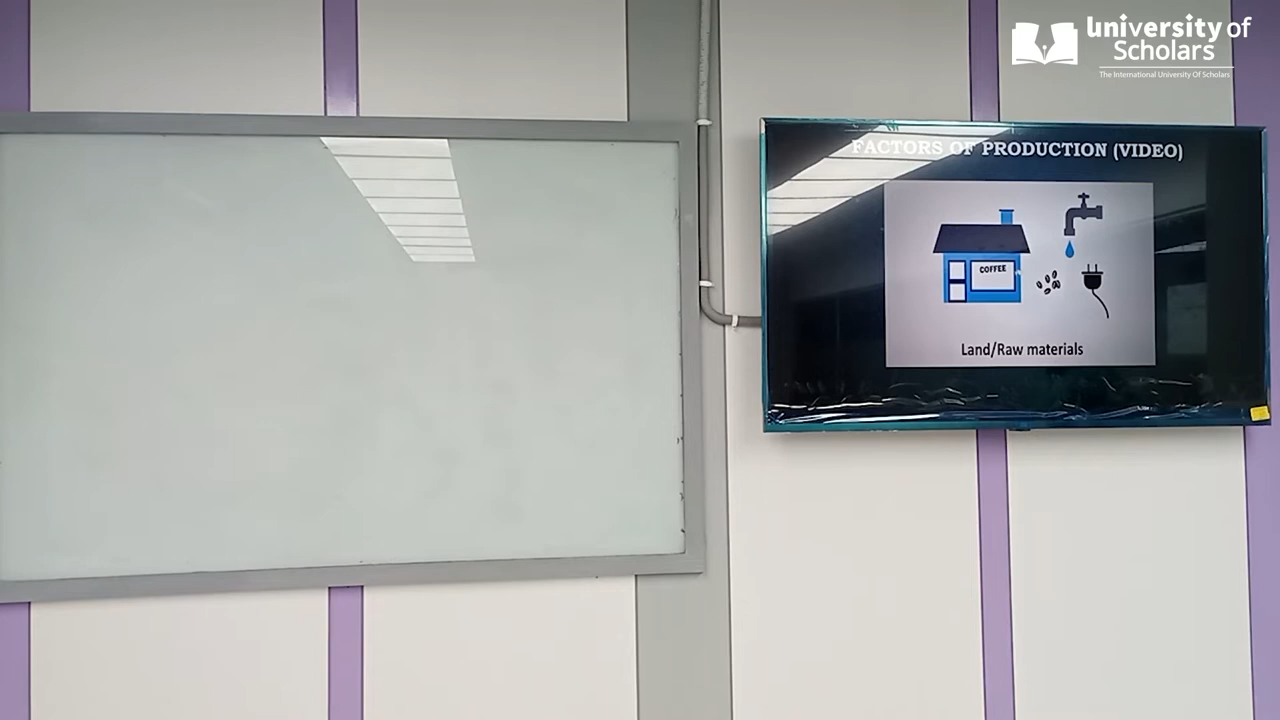 University of
Scholars
The International University Of Scholars
FACTORS OF PRODUCTION (VIDEO)
COFFEE
Land/Raw materials